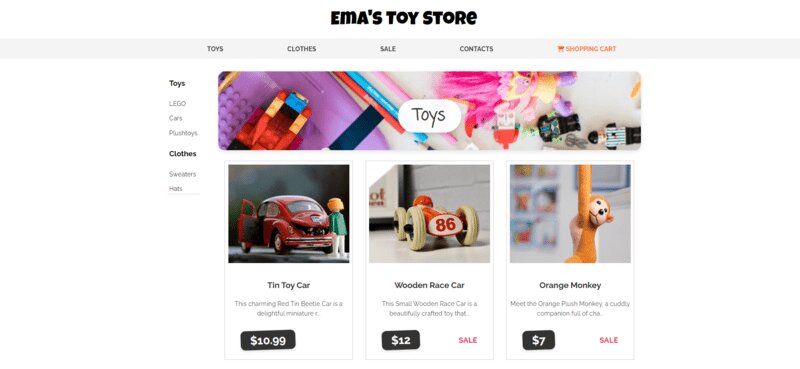 EMA'S TOY STORE
TOYS CLOTHES SALE CONTACTS SHOPPING CART
Toys
LEGO
Cars
Plushtoys
Clothes
Sweaters
Hats
Toys
86
Tin Toy Car
This charming Red Tin Beetle Car is a
delightful miniature r...
$10.99
Wooden Race Car
This Small Wooden Race Car is a
beautifully crafted toy that...
$12 SALE
Orange Monkey
Meet the Orange Plush Monkey, a cuddly
companion full of cha...
$7 SALE